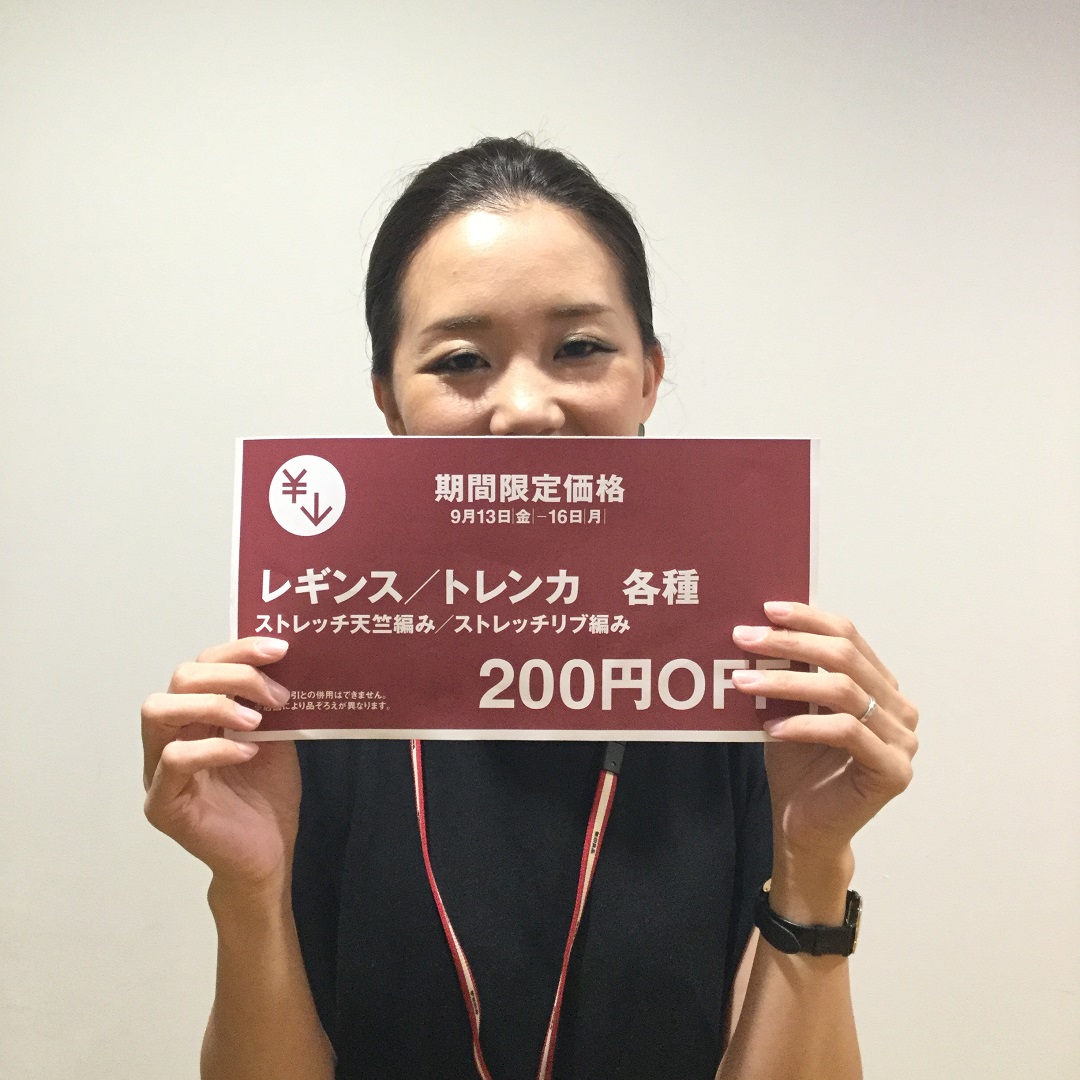 ¥↓
期間限定価格
9月13日|金|−16日|月|
レギンス／トレンカ 各種
ストレッチ天竺編み／ストレッチリブ編み
200円OFF
引との併用はできません。
により品ぞろえが異なります。